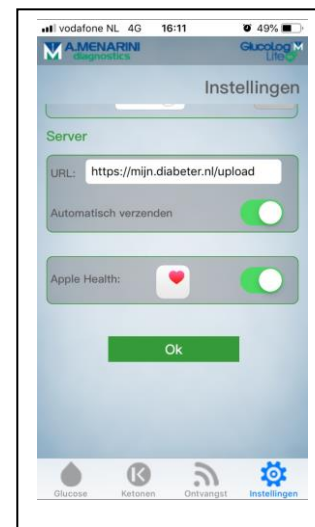 vodafone NL 4G 16:11 49%
A.MENARINI
diagnostics
GlucoLog
Life
Instellingen
Server
URL: https://mijn.diabeter.nl/upload
Automatisch verzenden
Apple Health:
Ok
Glucose Ketonen Ontvangst Instellingen